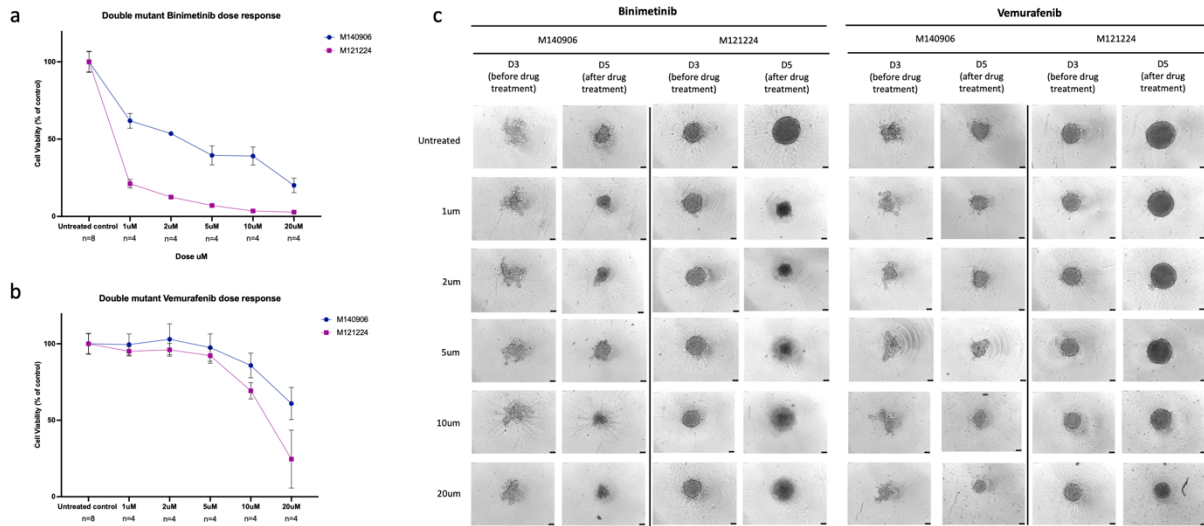 a
Double mutant Binimetinib dose response
M140906
M121224
Cell Viability (% of control)
100
50
0
Untreated control 1uM 2uM 5uM 10uM 20uM
n=8 n=4 n=4 n=4 n=4 n=4
Dose uM
b
Double mutant Vemurafenib dose response
M140906
M121224
Cell Viability (% of control)
100
50
0
Untreated control 1uM 2uM 5uM 10uM 20uM
n=8 n=4 n=4 n=4 n=4 n=4
c
Binimetinib
Vemurafenib
M140906
M121224
M140906
M121224
D3
(before drug
treatment)
D5
(after drug
treatment)
D3
(before drug
treatment)
D5
(after drug
treatment)
D3
(before drug
treatment)
D5
(after drug
treatment)
D3
(before drug
treatment)
D5
(after drug
treatment)
Untreated
1um
2um
5um
10um
20um